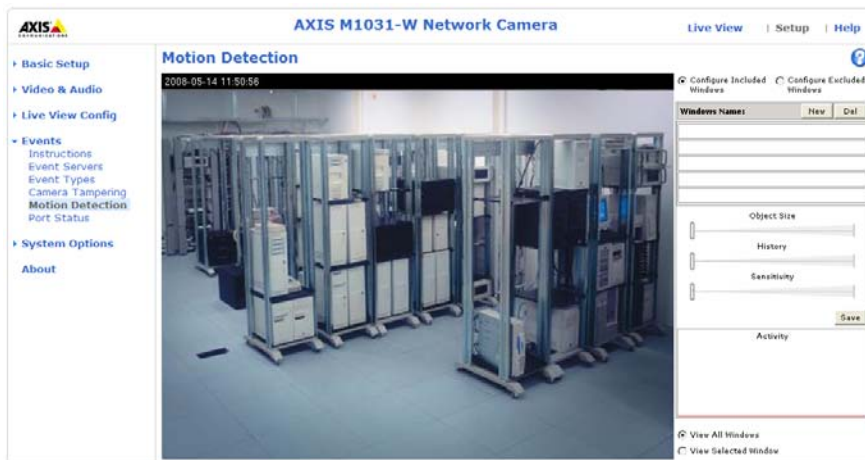 AXIS
COMMUNICATIONS
AXIS M1031-W Network Camera
Live View | Setup | Help
Basic Setup
Video & Audio
Live View Config
Events
Instructions
Event Servers
Event Types
Camera Tampering
Motion Detection
Port Status
System Options
About
Motion Detection
?
2008-05-14 11:50:56
Configure Included Windows
Configure Excluded Windows
Windows Name:
New
Del
Object Size
History
Sensitivity
Save
Activity
View All Windows
View Selected Window